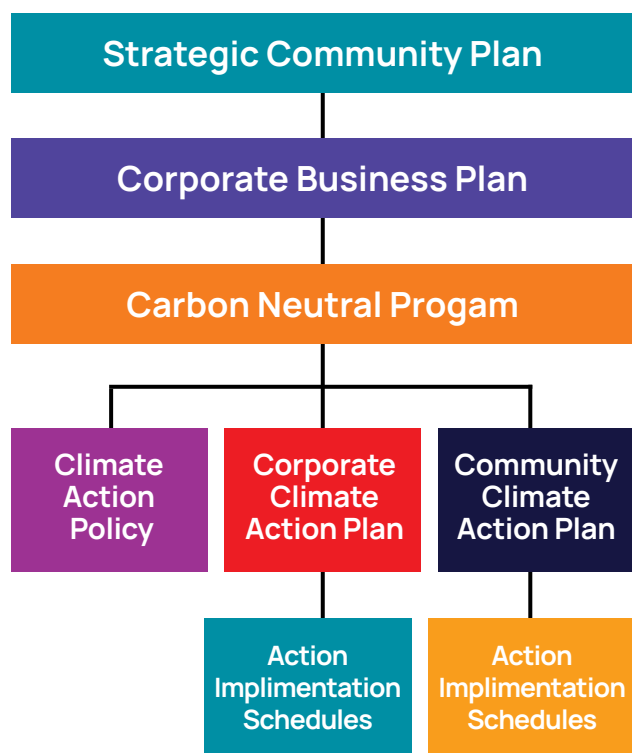 Strategic Community Plan
Corporate Business Plan
Carbon Neutral Progam
Climate
Action
Policy
Corporate
Climate
Action Plan
Community
Climate
Action Plan
Action
Implimentation
Schedules
Action
Implimentation
Schedules